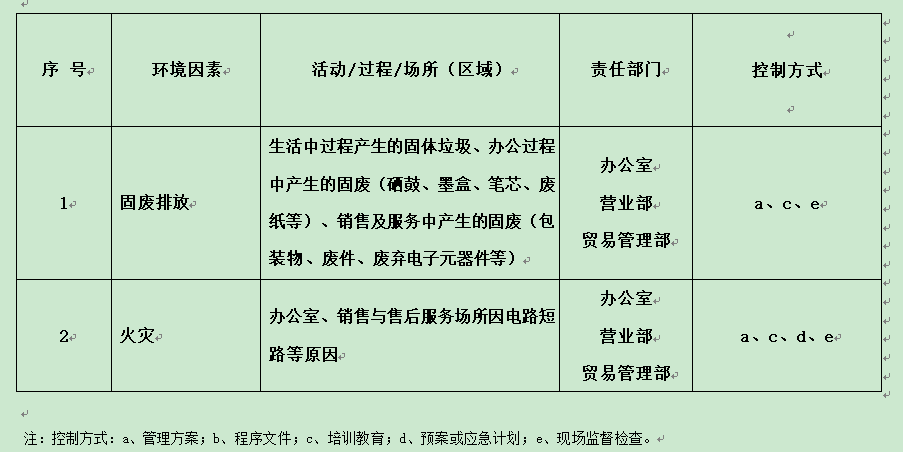 序 号 环境因素 活动/过程/场所（区域） 责任部门 控制方式
1
固废排放
生活中过程产生的固体垃圾、办公过程
中产生的固废（硒鼓、墨盒、笔芯、废
纸等）、销售及服务中产生的固废（包
装物、废件、废弃电子元器件等）
办公室
营业部
贸易管理部
a、c、e
2
火灾
办公室、销售与售后服务场所因电路短
路等原因
办公室
营业部
贸易管理部
a、c、d、e
注：控制方式：a、管理方案；b、程序文件；c、培训教育；d、预案或应急计划；e、现场监督检查。